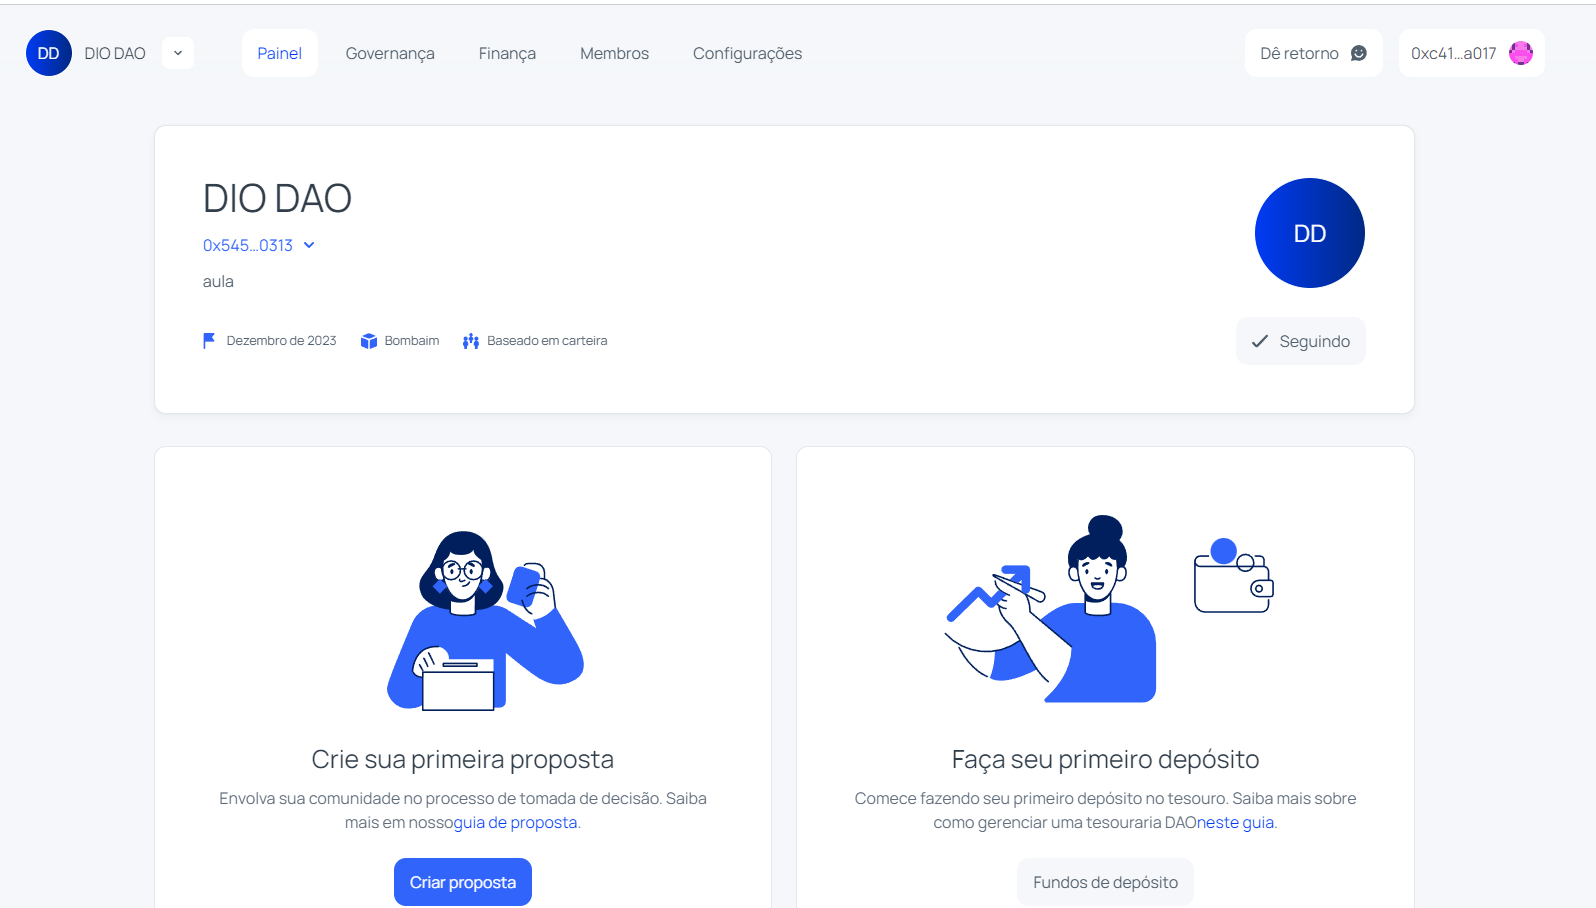 DD DIO DAO Painel Governança Finança Membros Configurações Dê retorno 0xc41...a017
DIO DAO
DD
0x545...0313
aula
Dezembro de 2023 Bombaim Baseado em carteira
Seguindo
Crie sua primeira proposta
Envolva sua comunidade no processo de tomada de decisão. Saiba
mais em nossoguia de proposta.
Criar proposta
Faça seu primeiro depósito
Comece fazendo seu primeiro depósito no tesouro. Saiba mais sobre
como gerenciar uma tesouraria DAOneste guia.
Fundos de depósito